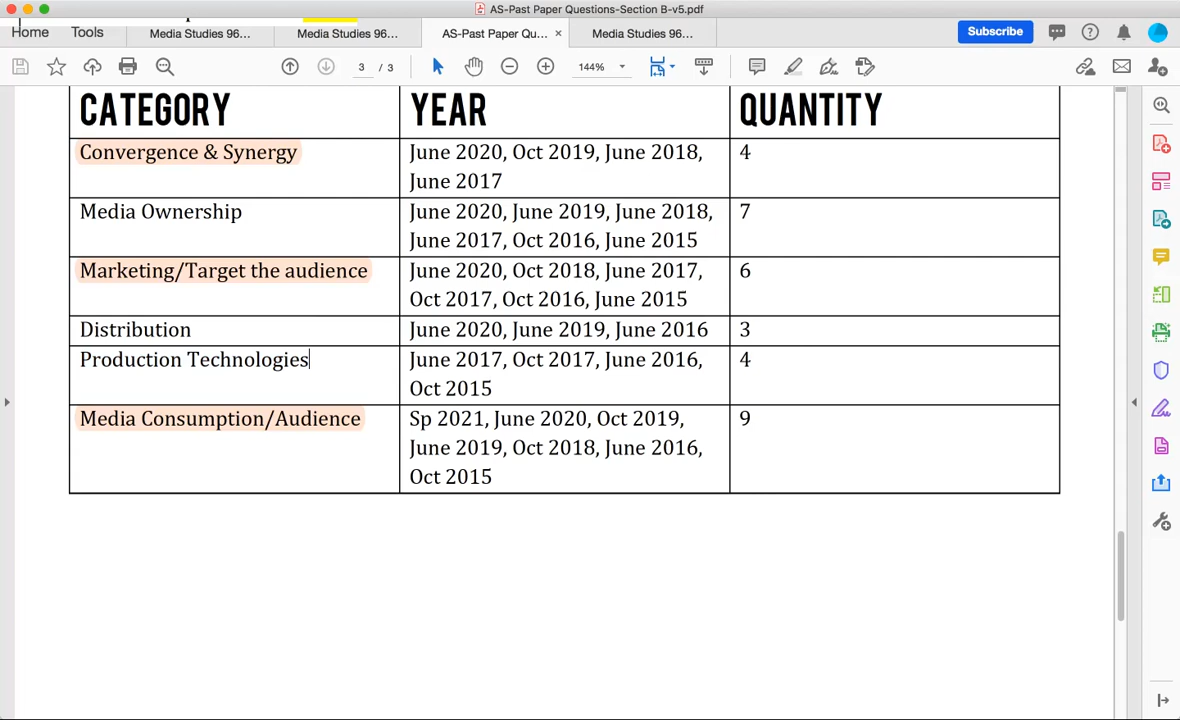 AS-Past Paper Questions-Section B-v5.pdf
Home Tools Media Studies 96... Media Studies 96... AS-Past Paper Qu... × Media Studies 96... Subscribe
3 / 3 144%
CATEGORY YEAR QUANTITY
Convergence & Synergy June 2020, Oct 2019, June 2018, 4
June 2017
Media Ownership June 2020, June 2019, June 2018, 7
June 2017, Oct 2016, June 2015
Marketing/Target the audience June 2020, Oct 2018, June 2017, 6
Oct 2017, Oct 2016, June 2015
Distribution June 2020, June 2019, June 2016 3
Production Technologies June 2017, Oct 2017, June 2016, 4
Oct 2015
Media Consumption/Audience Sp 2021, June 2020, Oct 2019, 9
June 2019, Oct 2018, June 2016,
Oct 2015